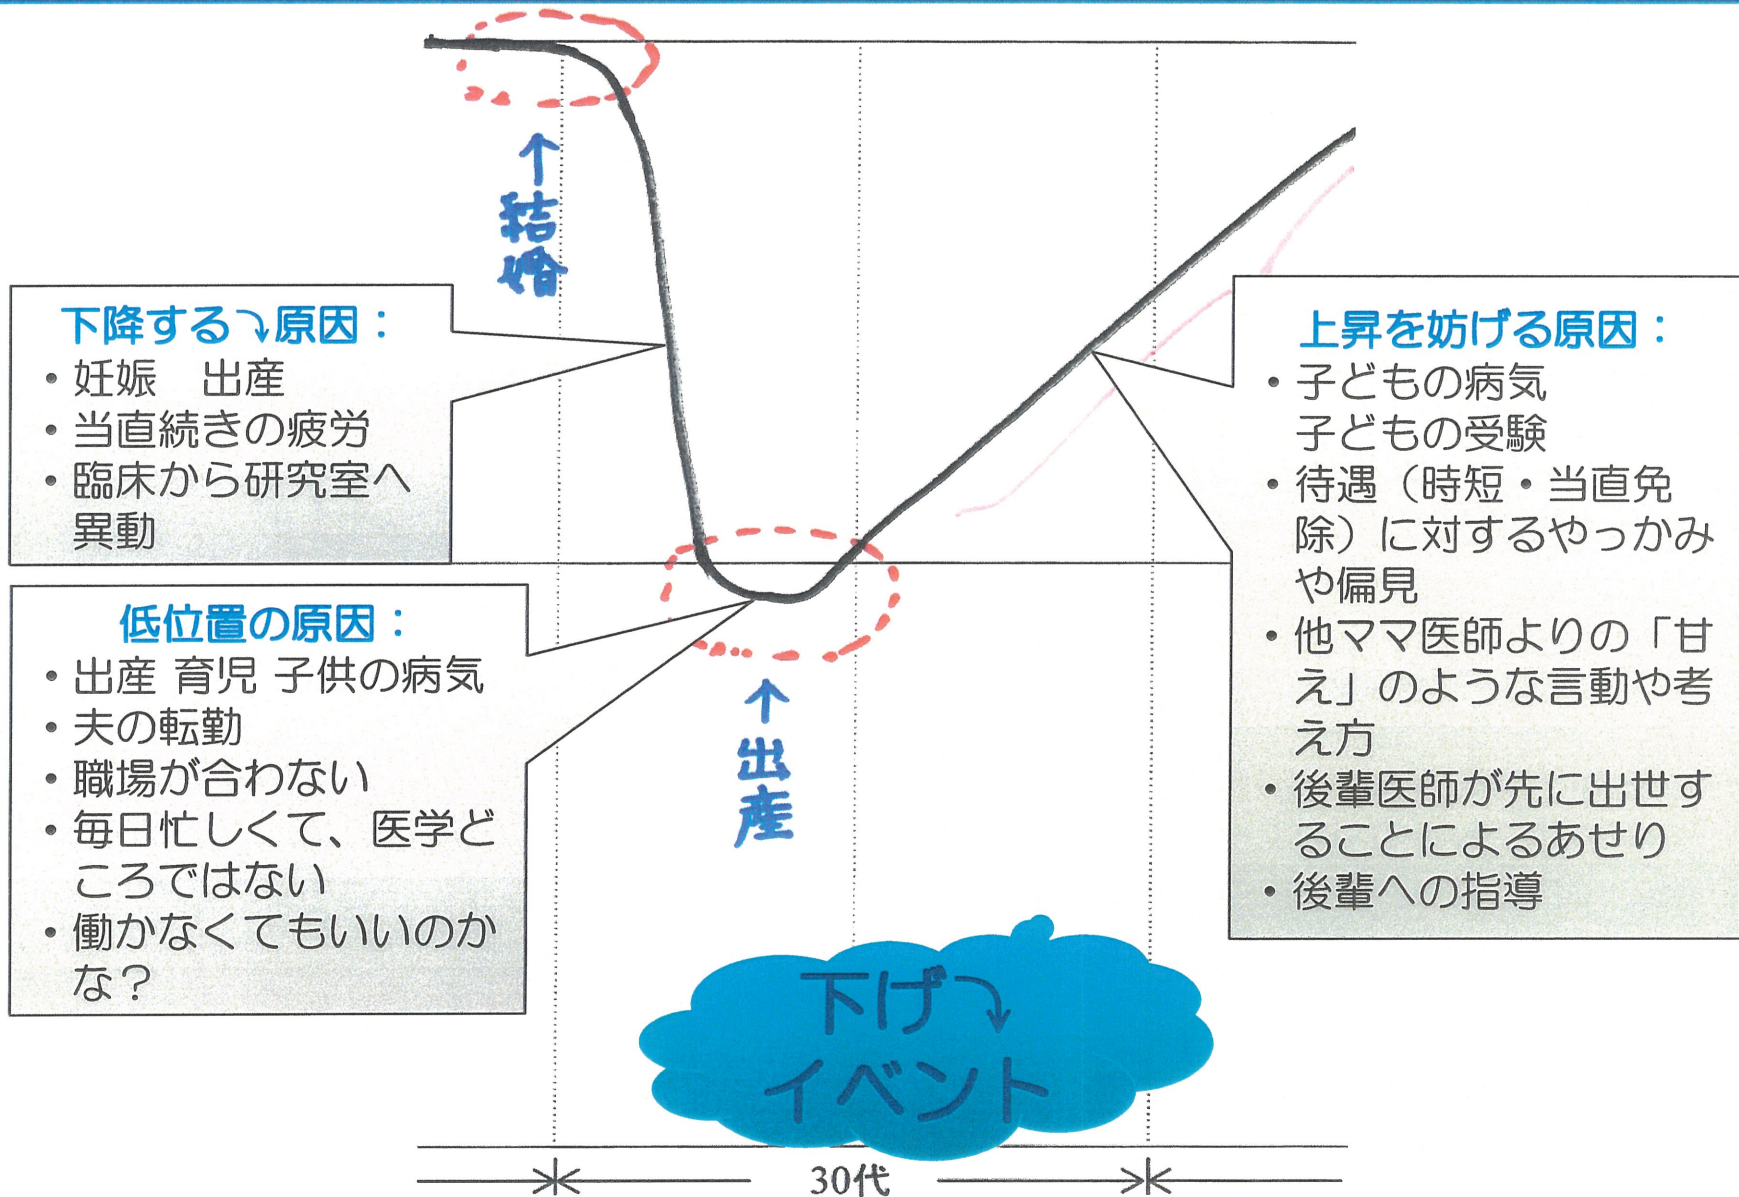 ↑
結
婚
下降する⤵原因：
・妊娠　出産
・当直続きの疲労
・臨床から研究室へ
異動
低位置の原因：
・出産 育児 子供の病気
・夫の転勤
・職場が合わない
・毎日忙しくて、医学ど
ころではない
・働かなくてもいいのか
な？
↑
出
産
上昇を妨げる原因：
・子どもの病気
子どもの受験
・待遇（時短・当直免
除）に対するやっかみ
や偏見
・他ママ医師よりの「甘
え」のような言動や考
え方
・後輩医師が先に出世す
ることによるあせり
・後輩への指導
下げ⤵
イベント
30代